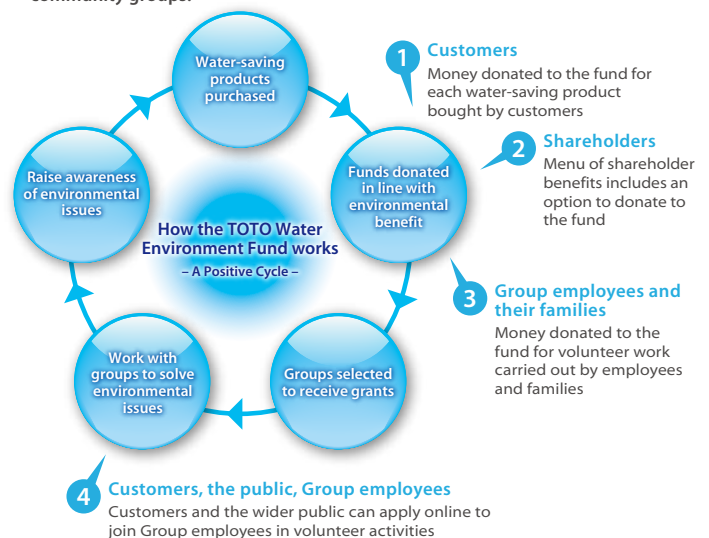 community groups.
Water-saving
products
purchased
1 Customers
Money donated to the fund for
each water-saving product
bought by customers
2 Shareholders
Menu of shareholder
benefits includes an
option to donate to
the fund
Raise awareness
of environmental
issues
Funds donated
in line with
environmental
benefit
How the TOTO Water
Environment Fund works
– A Positive Cycle –
3 Group employees and
their families
Money donated to the
fund for volunteer work
carried out by employees
and families
Work with
groups to solve
environmental
issues
Groups selected
to receive grants
4 Customers, the public, Group employees
Customers and the wider public can apply online to
join Group employees in volunteer activities